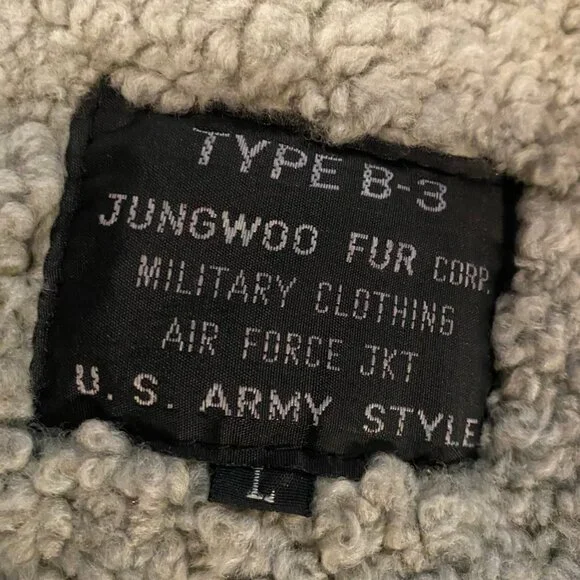 TYPE B-3
JUNGWOO FUR CORP.
MILITARY CLOTHING
AIR FORCE JKT
U.S. ARMY STYLE
L